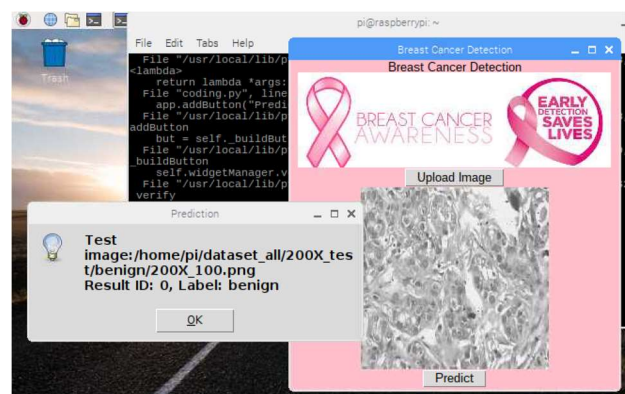 pi@raspberrypi: ~
File Edit Tabs Help
Trash
File "/usr/local/lib/p
<lambda>
return lambda *args:
File "coding.py", line
app.addButton("Predi
File "/usr/local/lib/p
addButton
but = self._buildBut
File "/usr/local/lib/p
_buildButton
self.widgetManager.v
File "/usr/local/lib/p
verify
Breast Cancer Detection
Breast Cancer Detection
BREAST CANCER
AWARENESS
EARLY
DETECTION
SAVES
LIVES
Upload Image
Predict
Prediction
Test
image:/home/pi/dataset_all/200X_tes
t/benign/200X_100.png
Result ID: 0, Label: benign
OK